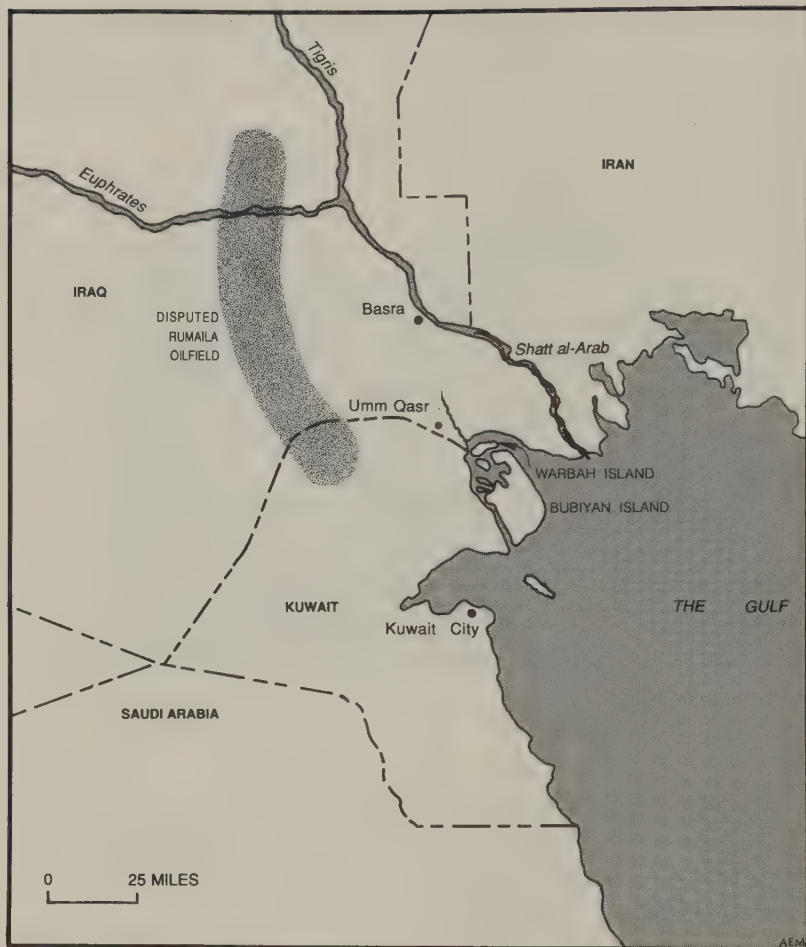 Tigris
IRAN
Euphrates
IRAQ
DISPUTED
RUMAILA
OILFIELD
Basra
Shatt al-Arab
Umm Qasr
WARBAH ISLAND
BUBIYAN ISLAND
KUWAIT
THE GULF
Kuwait City
SAUDI ARABIA
0 25 MILES
AEM